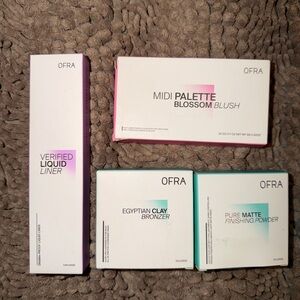 OFRA
VERIFIED
LIQUID
LINER
OFRA
MIDI PALETTE
BLOSSOM BLUSH
OFRA
EGYPTIAN CLAY
BRONZER
OFRA
PURE MATTE
FINISHING POWDER